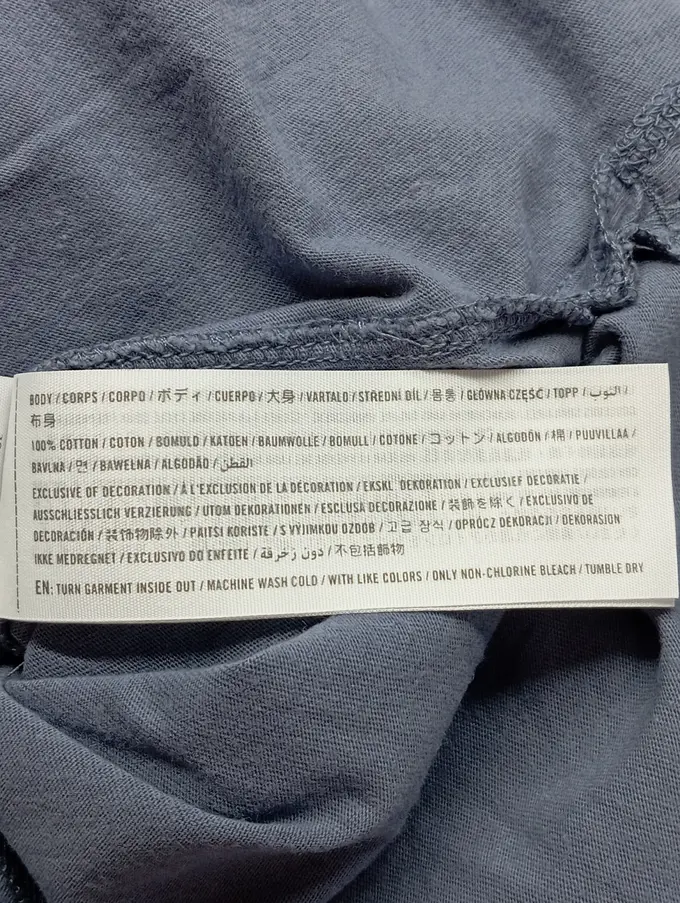 BODY / CORPS / CORPO / ボディ / CUERPO / 大身 / VARTALO / STŘEDNÍ DÍL / 몸통 / GŁÓWNA CZĘŚĆ / TOPP / الثوب /
布身
100% COTTON / COTON / BOMULD / KATOEN / BAUMWOLLE / BOMULL / COTONE / コットン / ALGODÓN / 棉 / PUUVILLAA /
BAVLNA / 면 / BAWEŁNA / ALGODÃO / القطن
EXCLUSIVE OF DECORATION / À L'EXCLUSION DE LA DÉCORATION / EKSKL. DEKORATION / EXCLUSIEF DECORATIE /
AUSSCHLIESSLICH VERZIERUNG / UTOM DEKORATIONEN / ESCLUSA DECORAZIONE / 装飾を除く / EXCLUSIVO DE
DECORACIÓN / 装饰物除外 / PAITSI KORISTE / S VÝJIMKOU OZDOB / 고급 장식 / OPRÓCZ DEKORACJI / DEKORASJON
IKKE MEDREGNET / EXCLUSIVO DO ENFEITE / دون زخرفة / 不包括飾物
EN: TURN GARMENT INSIDE OUT / MACHINE WASH COLD / WITH LIKE COLORS / ONLY NON-CHLORINE BLEACH / TUMBLE DRY